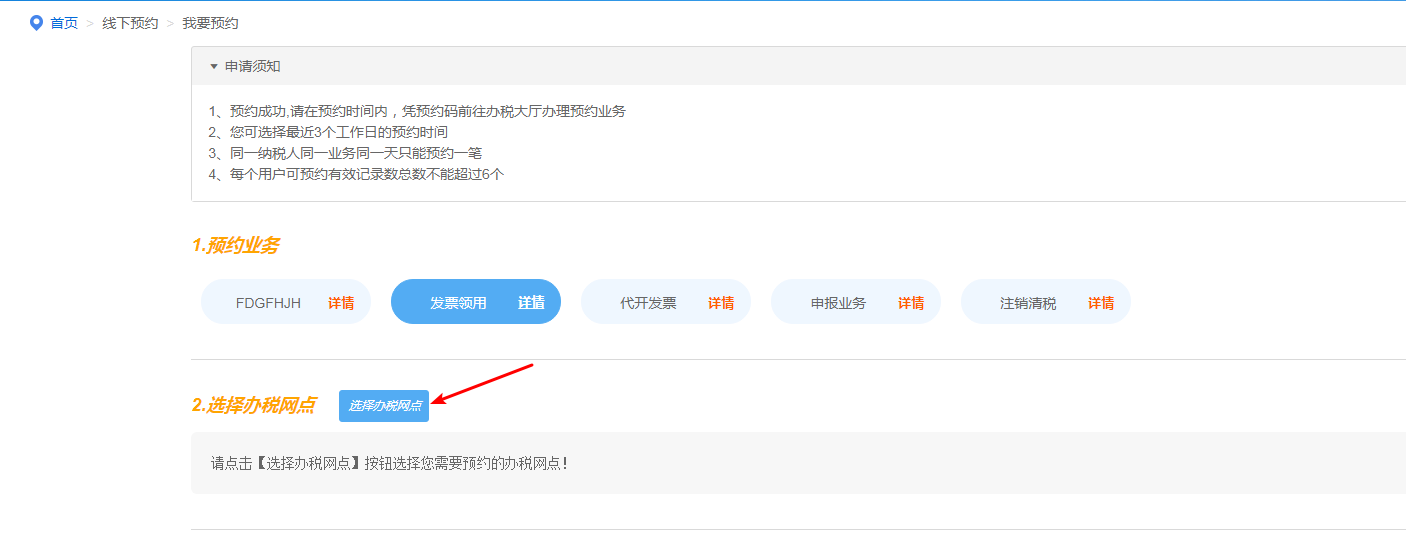 首页 > 线下预约 > 我要预约
申请须知
1、预约成功,请在预约时间内，凭预约码前往办税大厅办理预约业务
2、您可选择最近3个工作日的预约时间
3、同一纳税人同一业务同一天只能预约一笔
4、每个用户可预约有效记录数总数不能超过6个
1.预约业务
FDGFHJH 详情 发票领用 详情 代开发票 详情 申报业务 详情 注销清税 详情
2.选择办税网点 选择办税网点
请点击【选择办税网点】按钮选择您需要预约的办税网点！